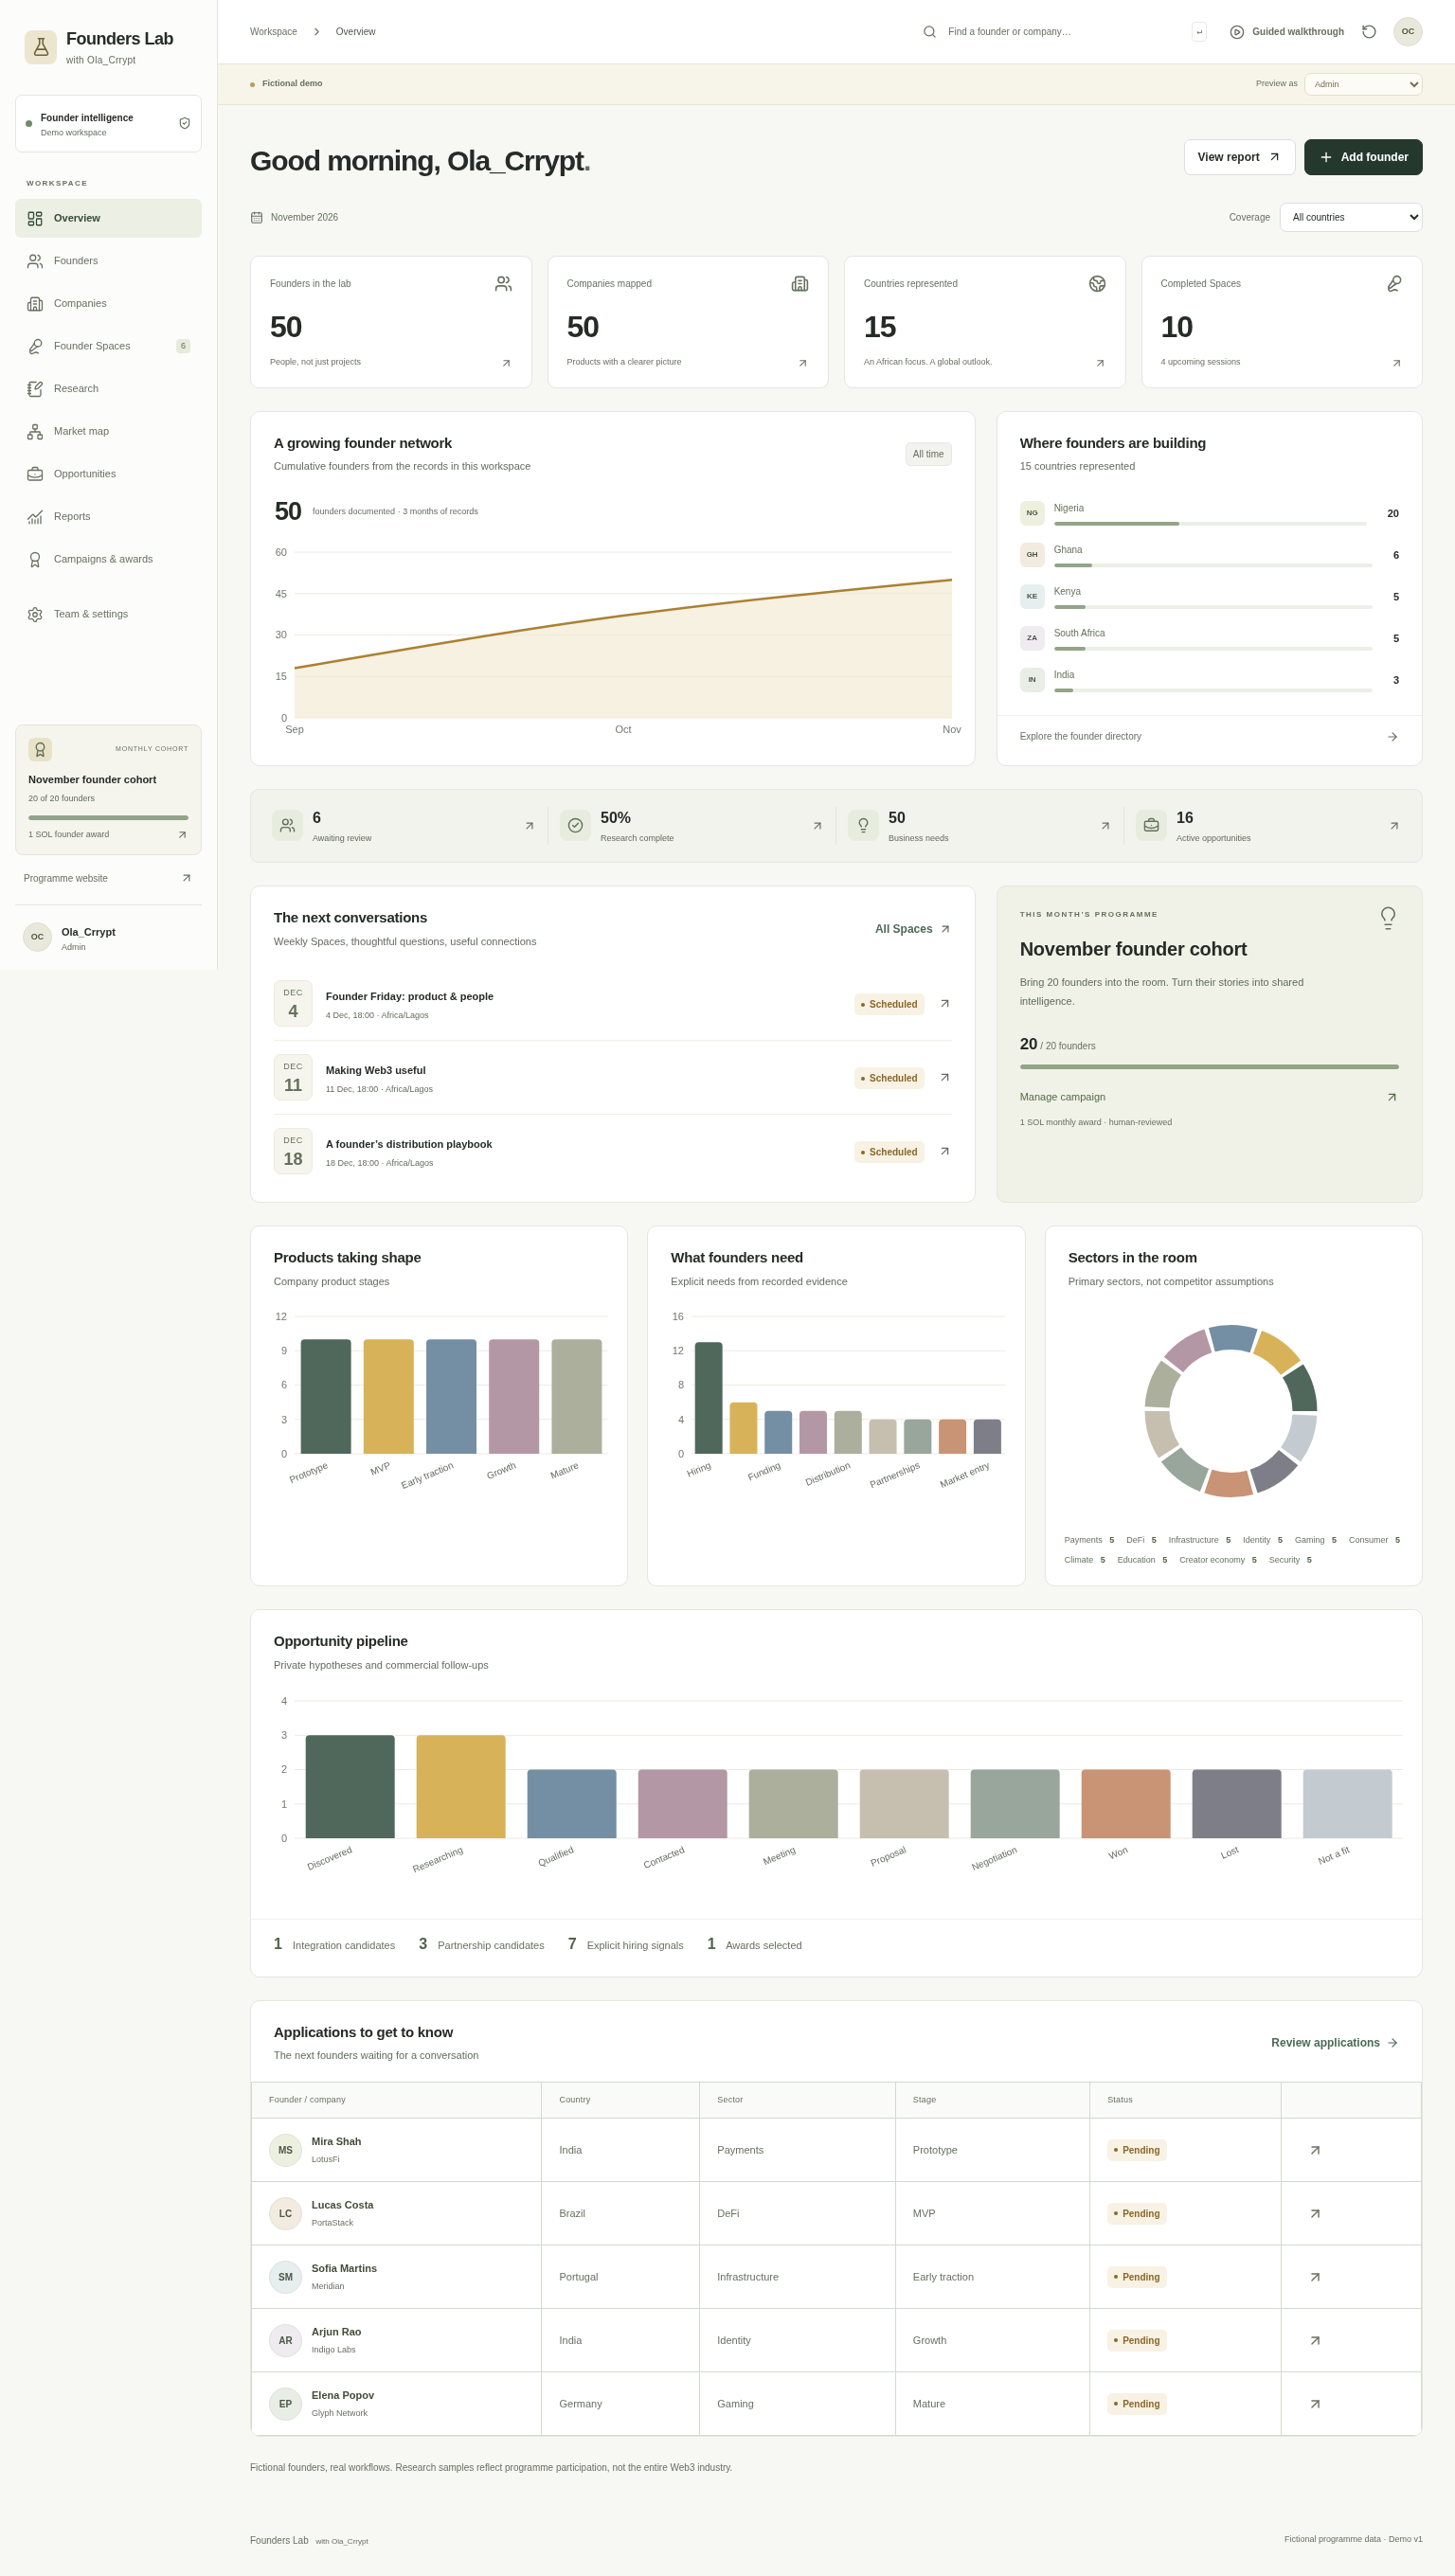 Founders Lab
with Ola_Crrypt
Founder intelligence
Demo workspace
WORKSPACE
Overview
Founders
Companies
Founder Spaces 6
Research
Market map
Opportunities
Reports
Campaigns & awards
Team & settings
MONTHLY COHORT
November founder cohort
20 of 20 founders
1 SOL founder award
Programme website
OC
Ola_Crrypt
Admin
Workspace Overview
Find a founder or company…
↵
Guided walkthrough
OC
Fictional demo
Preview as Admin
Good morning, Ola_Crrypt.
View report
Add founder
November 2026
Coverage All countries
Founders in the lab
50
People, not just projects
Companies mapped
50
Products with a clearer picture
Countries represented
15
An African focus. A global outlook.
Completed Spaces
10
4 upcoming sessions
A growing founder network
Cumulative founders from the records in this workspace
All time
50 founders documented · 3 months of records
60
45
30
15
0
Sep Oct Nov
Where founders are building
15 countries represented
NG Nigeria 20
GH Ghana 6
KE Kenya 5
ZA South Africa 5
IN India 3
Explore the founder directory
6
Awaiting review
50%
Research complete
50
Business needs
16
Active opportunities
The next conversations
Weekly Spaces, thoughtful questions, useful connections
All Spaces
DEC
4
Founder Friday: product & people
4 Dec, 18:00 · Africa/Lagos
Scheduled
DEC
11
Making Web3 useful
11 Dec, 18:00 · Africa/Lagos
Scheduled
DEC
18
A founder’s distribution playbook
18 Dec, 18:00 · Africa/Lagos
Scheduled
THIS MONTH'S PROGRAMME
November founder cohort
Bring 20 founders into the room. Turn their stories into shared
intelligence.
20 / 20 founders
Manage campaign
1 SOL monthly award · human-reviewed
Products taking shape
Company product stages
12
9
6
3
0
Prototype MVP Early traction Growth Mature
What founders need
Explicit needs from recorded evidence
16
12
8
4
0
Hiring Funding Distribution Partnerships Market entry
Sectors in the room
Primary sectors, not competitor assumptions
Payments 5 DeFi 5 Infrastructure 5 Identity 5 Gaming 5 Consumer 5
Climate 5 Education 5 Creator economy 5 Security 5
Opportunity pipeline
Private hypotheses and commercial follow-ups
4
3
2
1
0
Discovered Researching Qualified Contacted Meeting Proposal Negotiation Won Lost Not a fit
1 Integration candidates 3 Partnership candidates 7 Explicit hiring signals 1 Awards selected
Applications to get to know
The next founders waiting for a conversation
Review applications
Founder / company Country Sector Stage Status
MS Mira Shah India Payments Prototype Pending
LotusFi
LC Lucas Costa Brazil DeFi MVP Pending
PortaStack
SM Sofia Martins Portugal Infrastructure Early traction Pending
Meridian
AR Arjun Rao India Identity Growth Pending
Indigo Labs
EP Elena Popov Germany Gaming Mature Pending
Glyph Network
Fictional founders, real workflows. Research samples reflect programme participation, not the entire Web3 industry.
Founders Lab with Ola_Crrypt
Fictional programme data · Demo v1